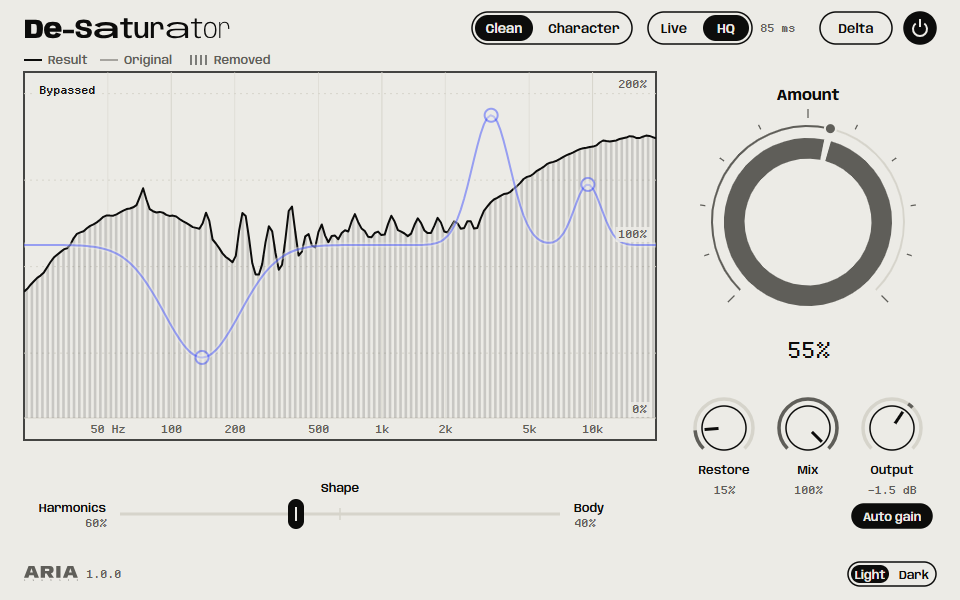 De-Saturator
Clean Character
Live HQ 85 ms
Delta
Result Original Removed
Bypassed
200%
100%
0%
50 Hz 100 200 500 1k 2k 5k 10k
Amount
55%
Restore Mix Output
15% 100% -1.5 dB
Auto gain
Shape
Harmonics Body
60% 40%
ARIA 1.0.0
Light Dark